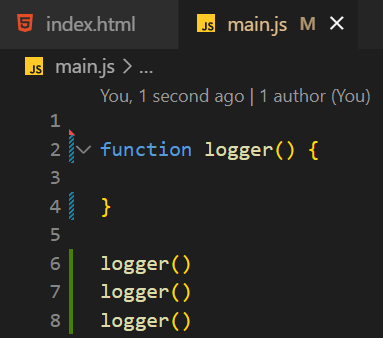 index.html
main.js M
JS main.js > ...
You, 1 second ago | 1 author (You)
1
2 function logger() {
3
4 }
5
6 logger()
7 logger()
8 logger()